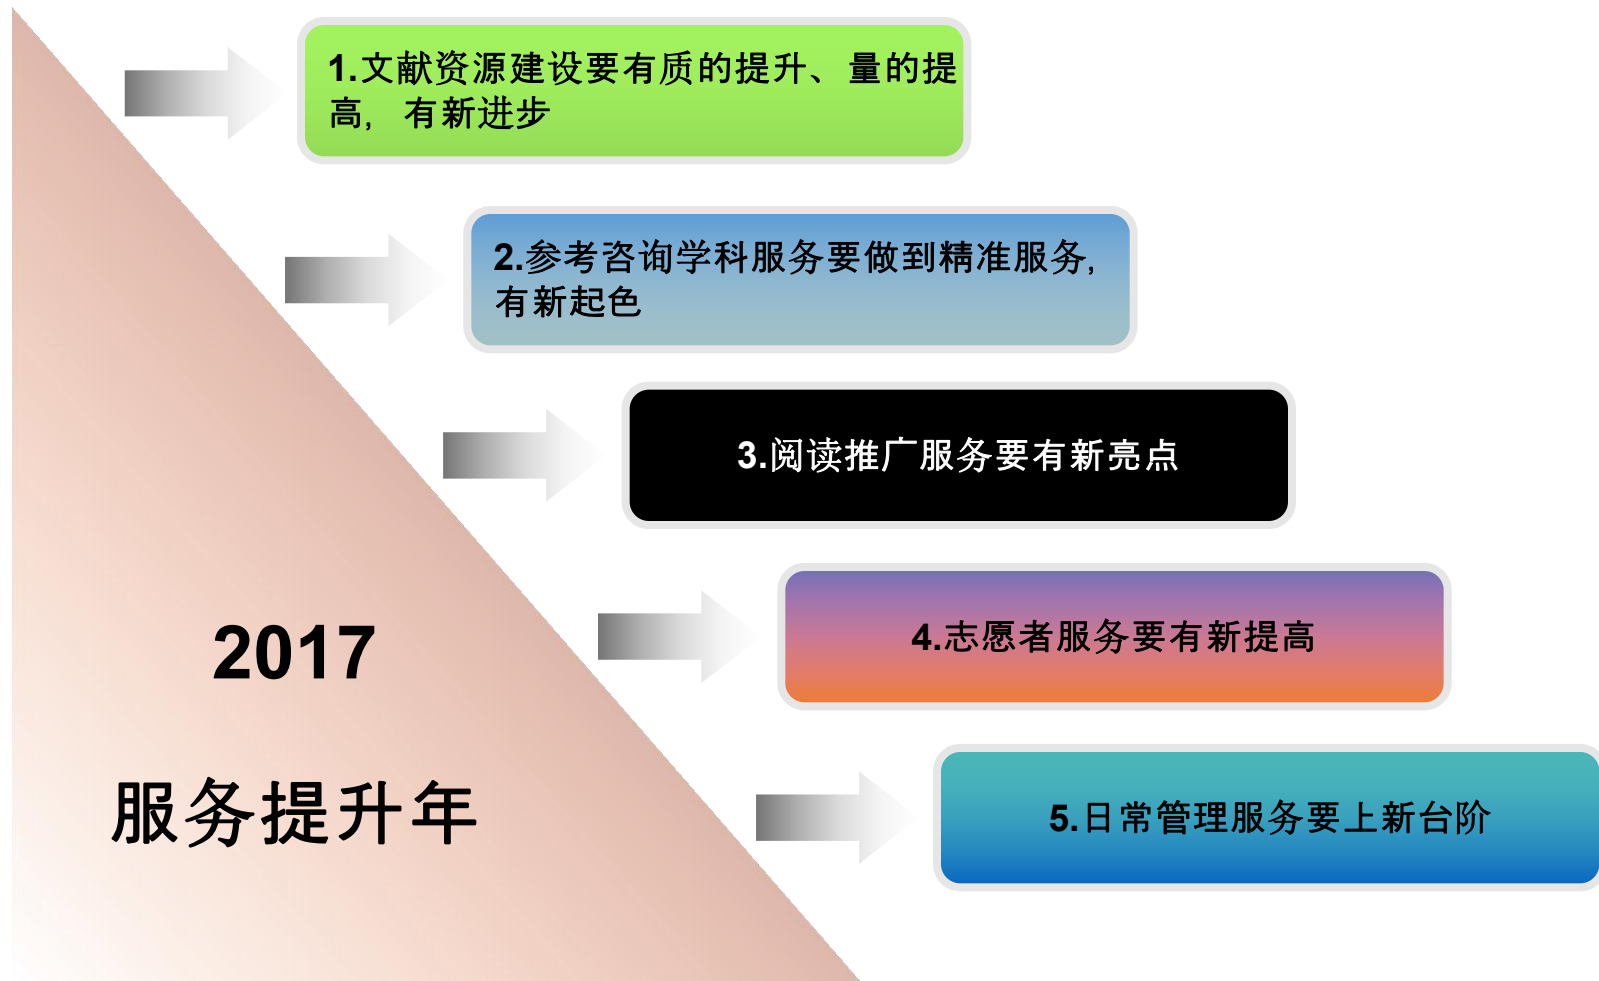 1.文献资源建设要有质的提升、量的提
高, 有新进步
2.参考咨询学科服务要做到精准服务,
有新起色
3.阅读推广服务要有新亮点
4.志愿者服务要有新提高
5.日常管理服务要上新台阶
2017
服务提升年